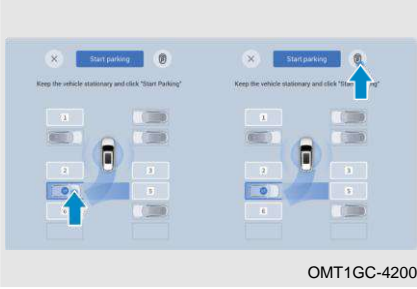 Start parking Start parking
Keep the vehicle stationary and click "Start Parking" Keep the vehicle stationary and click "Star
1 1
2 3 2 3
5 5
6 6
OMT1GC-4200